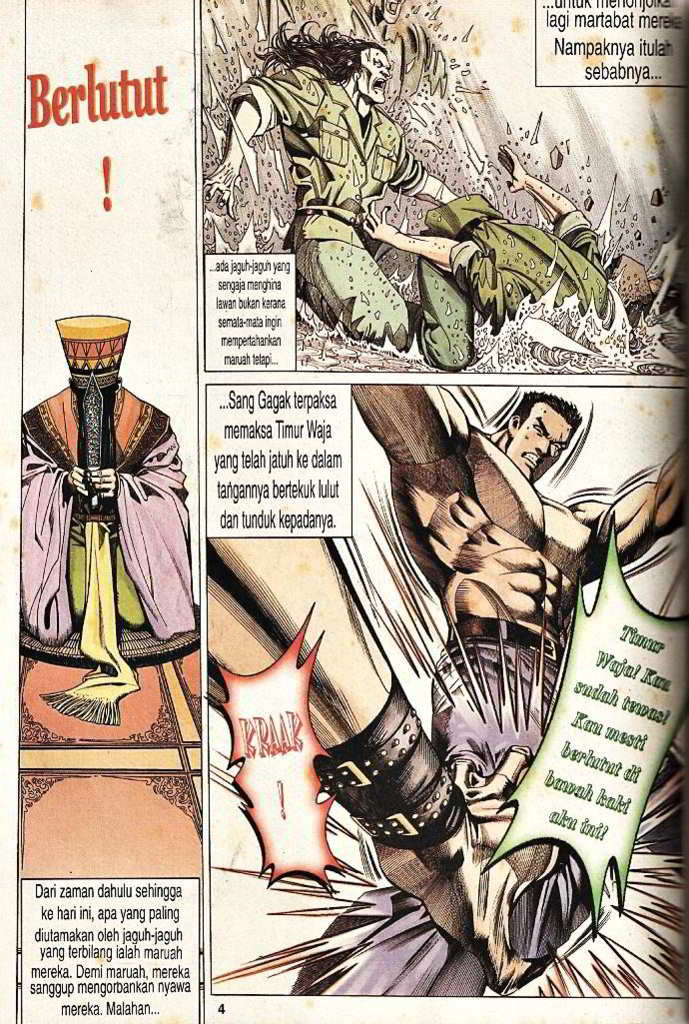 Berlutut
!
Dari zaman dahulu sehingga
ke hari ini, apa yang paling
diutamakan oleh jaguh-jaguh
yang terbilang ialah maruah
mereka. Demi maruah, mereka
sanggup mengorbankan nyawa
mereka. Malahan...
...ada jaguh-jaguh yang
sengaja menghina
lawan bukan kerana
semata-mata ingin
mempertahankan
maruah tetapi...
...untuk menonjolkan
lagi martabat mereka
Nampaknya itulah
sebabnya...
...Sang Gagak terpaksa
memaksa Timur Waja
yang telah jatuh ke dalam
tangannya bertekuk lulut
dan tunduk kepadanya.
KRAAK
!
Timur
Waja! Kau
sudah tewas!
Kau mesti
berlutut di
bawah kaki
aku ini!
4